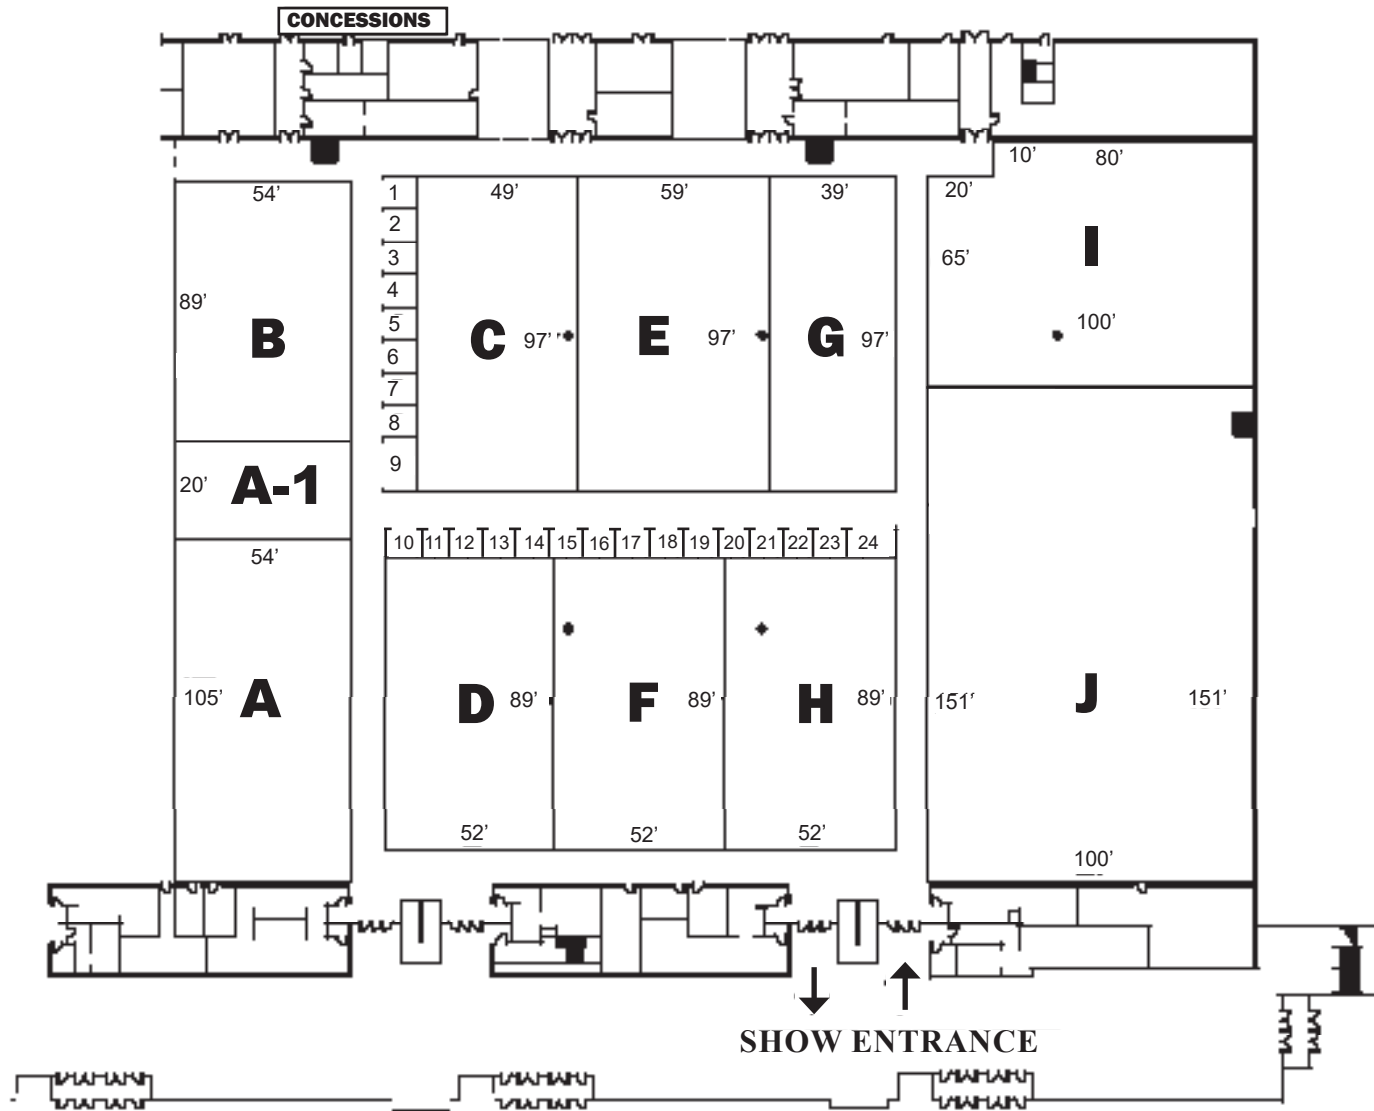 CONCESSIONS
10’ 80’
54’ 1 49’ 59’ 39’ 20’
2
3 65’
4
89’ 5 100’
B C 97’ E 97’ G 97’ I
6
7
8
9
20’ A-1
10 11 12 13 14 15 16 17 18 19 20 21 22 23 24
54’
105’ A D 89’ F 89’ H 89’ 151’ J 151’
52’ 52’ 52’
100’
SHOW ENTRANCE